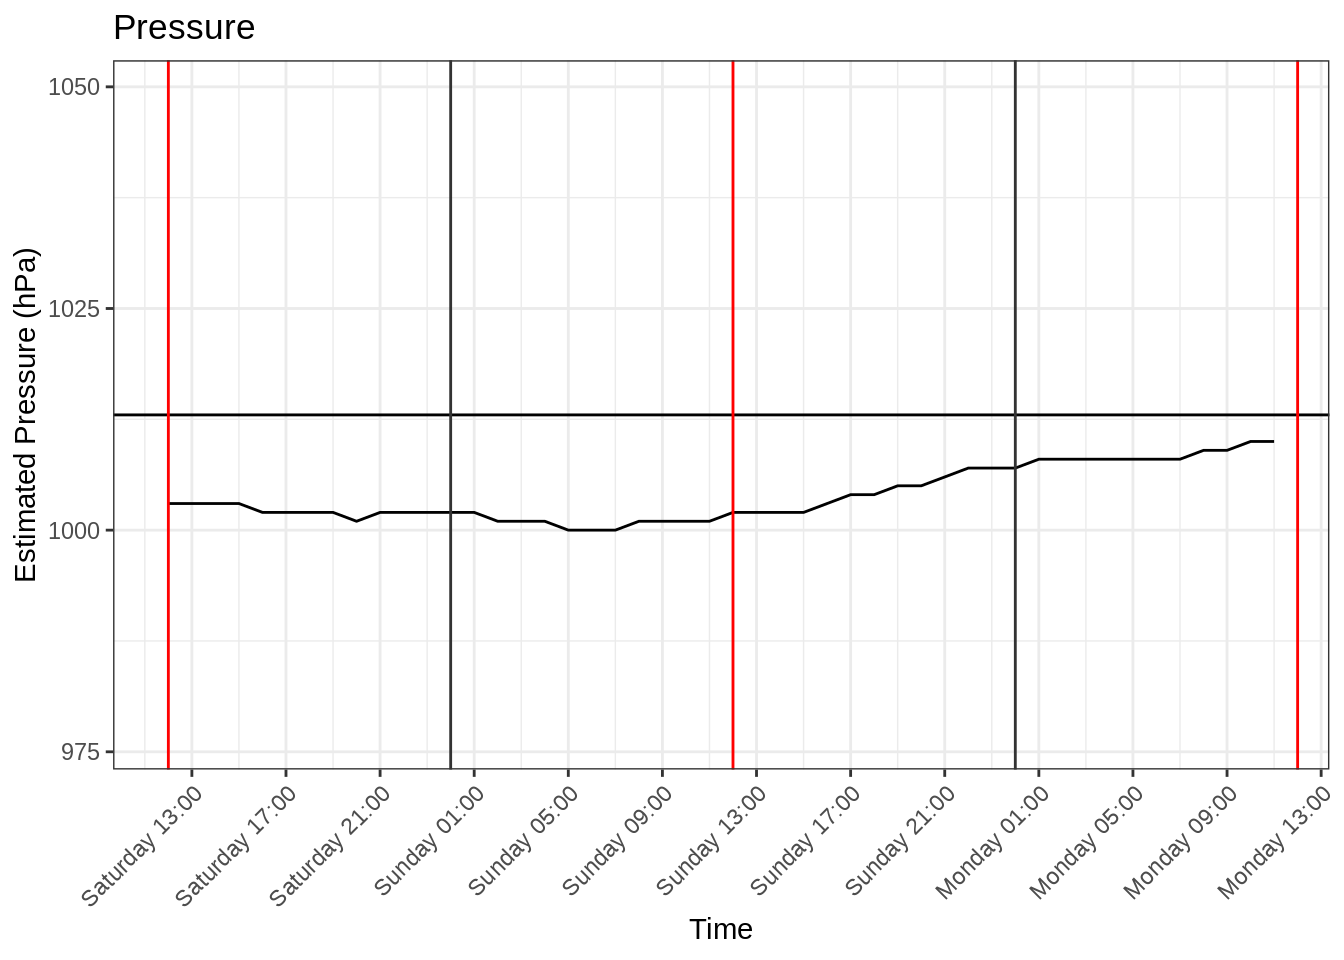 Pressure
Estimated Pressure (hPa)
1050
1025
1000
975
Saturday 13:00
Saturday 17:00
Saturday 21:00
Sunday 01:00
Sunday 05:00
Sunday 09:00
Sunday 13:00
Sunday 17:00
Sunday 21:00
Monday 01:00
Monday 05:00
Monday 09:00
Monday 13:00
Time